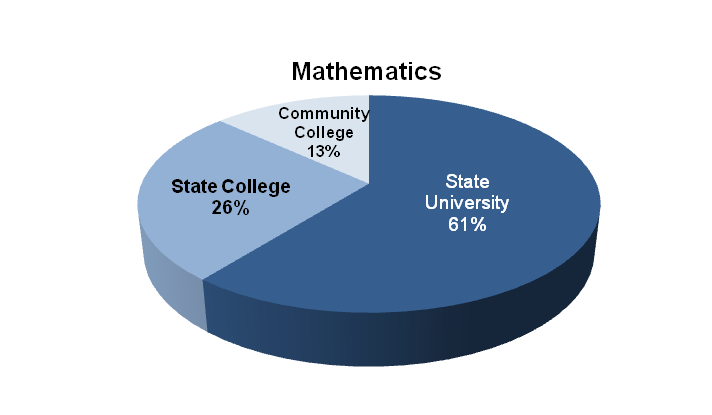 Mathematics
Community
College
13%
State College
26%
State
University
61%